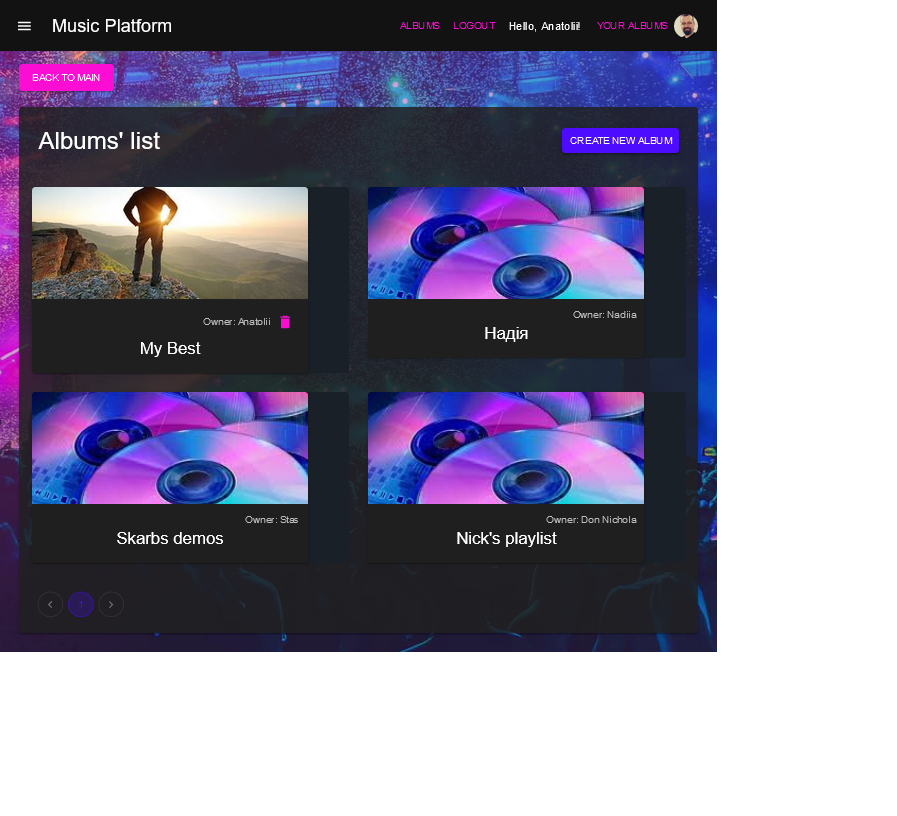 Music Platform
ALBUMS LOGOUT Hello, Anatolii! YOUR ALBUMS
BACK TO MAIN
Albums' list
CREATE NEW ALBUM
Owner: Anatolii
My Best
Owner: Nadiia
Надія
Owner: Stas
Skarbs demos
Owner: Don Nichola
Nick's playlist
1